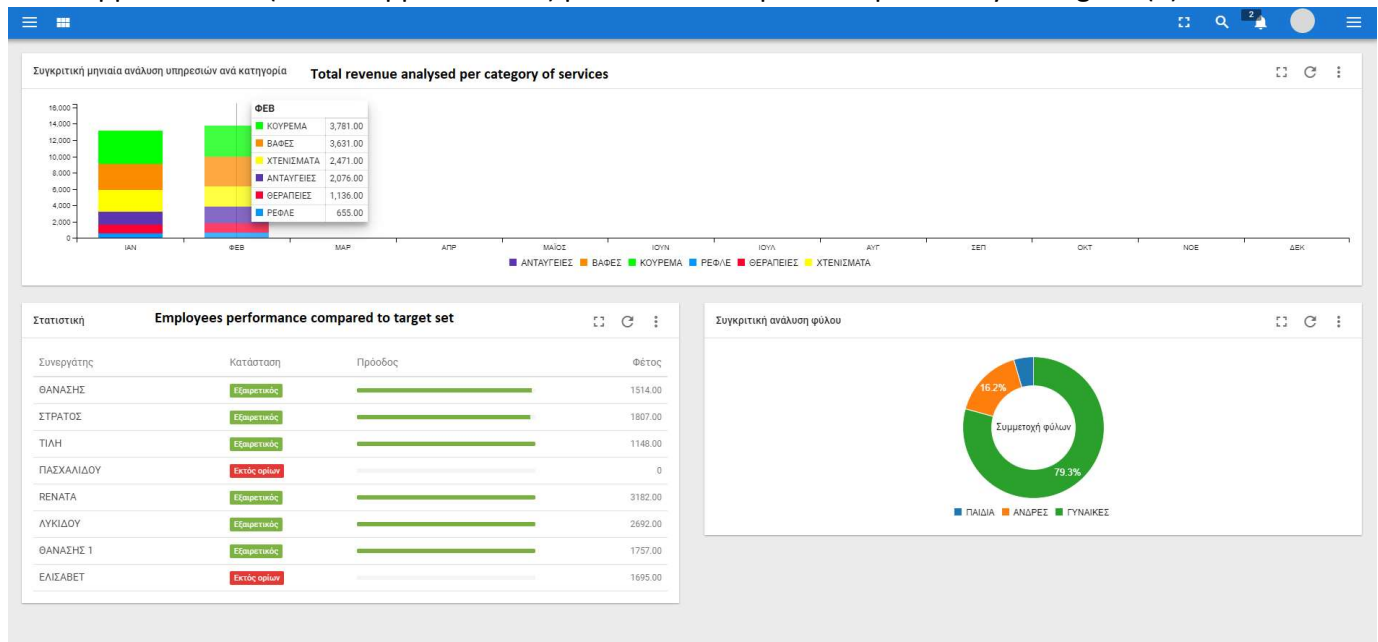 2
Συγκριτική μηνιαία ανάλυση υπηρεσιών ανά κατηγορία Total revenue analysed per category of services
16,000
14,000
12,000
10,000
8,000
6,000
4,000
2,000
0
ΦΕΒ
ΚΟΥΡΕΜΑ 3,781.00
ΒΑΦΕΣ 3,631.00
ΧΤΕΝΙΣΜΑΤΑ 2,471.00
ΑΝΤΑΥΓΕΙΕΣ 2,076.00
ΘΕΡΑΠΕΙΕΣ 1,136.00
ΡΕΦΛΕ 655.00
ΙΑΝ ΦΕΒ ΜΑΡ ΑΠΡ ΜΑΪΟΣ ΙΟΥΝ ΙΟΥΛ ΑΥΓ ΣΕΠ ΟΚΤ ΝΟΕ ΔΕΚ
ΑΝΤΑΥΓΕΙΕΣ ΒΑΦΕΣ ΚΟΥΡΕΜΑ ΡΕΦΛΕ ΘΕΡΑΠΕΙΕΣ ΧΤΕΝΙΣΜΑΤΑ
Στατιστική Employees performance compared to target set
Συνεργάτης Κατάσταση Πρόοδος Φέτος
ΘΑΝΑΣΗΣ Εξαιρετικός 1514.00
ΣΤΡΑΤΟΣ Εξαιρετικός 1807.00
ΤΙΛΗ Εξαιρετικός 1148.00
ΠΑΣΧΑΛΙΔΟΥ Εκτός ορίων 0
RENATA Εξαιρετικός 3182.00
ΛΥΚΙΔΟΥ Εξαιρετικός 2692.00
ΘΑΝΑΣΗΣ 1 Εξαιρετικός 1757.00
ΕΛΙΣΑΒΕΤ Εκτός ορίων 1695.00
Συγκριτική ανάλυση φύλου
16.2%
Συμμετοχή φύλων
79.3%
ΠΑΙΔΙΑ ΑΝΔΡΕΣ ΓΥΝΑΙΚΕΣ